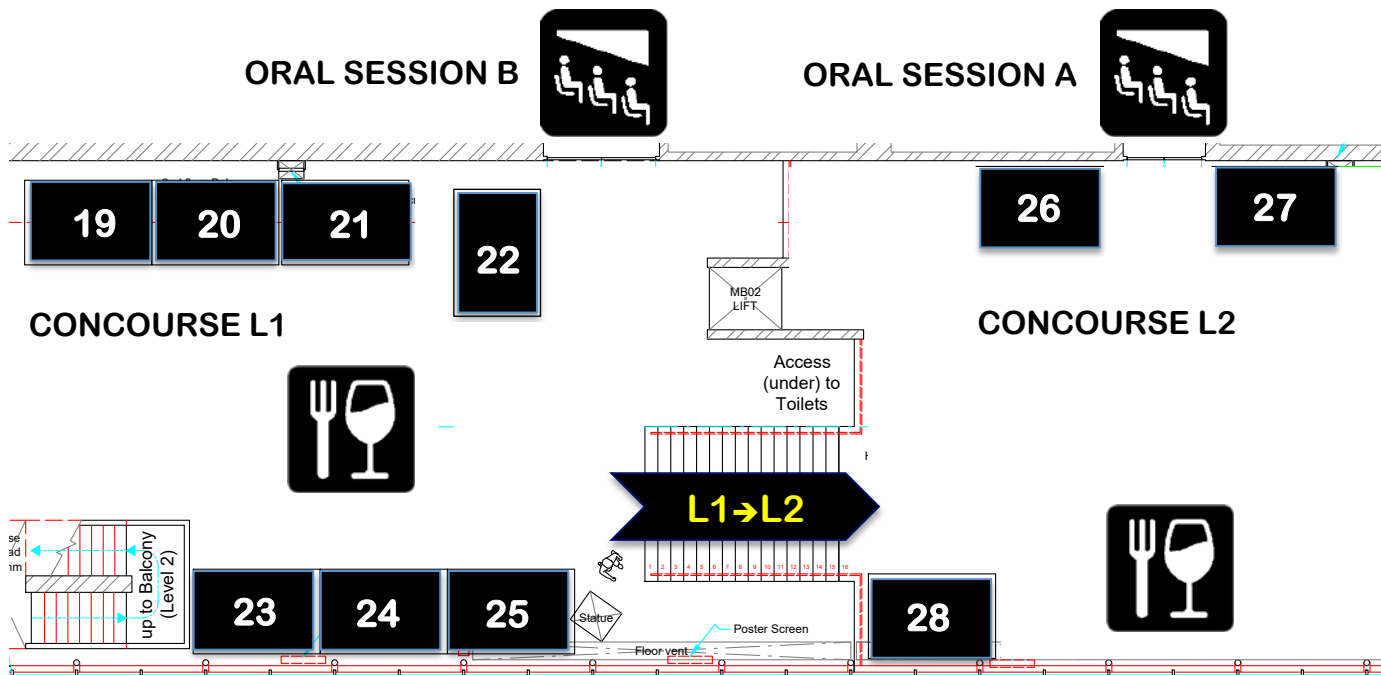 ORAL SESSION B
ORAL SESSION A
19
20
21
22
26
27
MB02
LIFT
CONCOURSE L1
CONCOURSE L2
Access
(under) to
Toilets
L1➔L2
up to Balcony
(Level 2)
1 2 3 4 5 6 7 8 9 10 11 12 13 14 15 16
23
24
25
28
Statue
Poster Screen
Floor vent